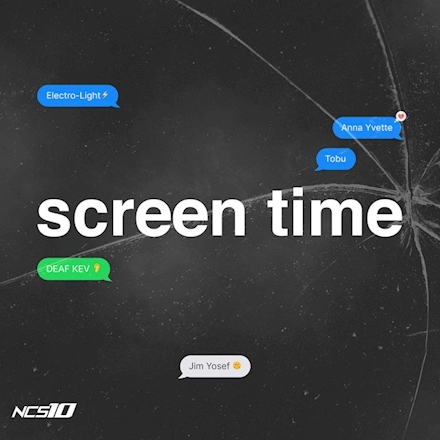 Electro-Light⚡
Anna Yvette
Tobu
screen time
DEAF KEV👂
Jim Yosef 😊
NCS10